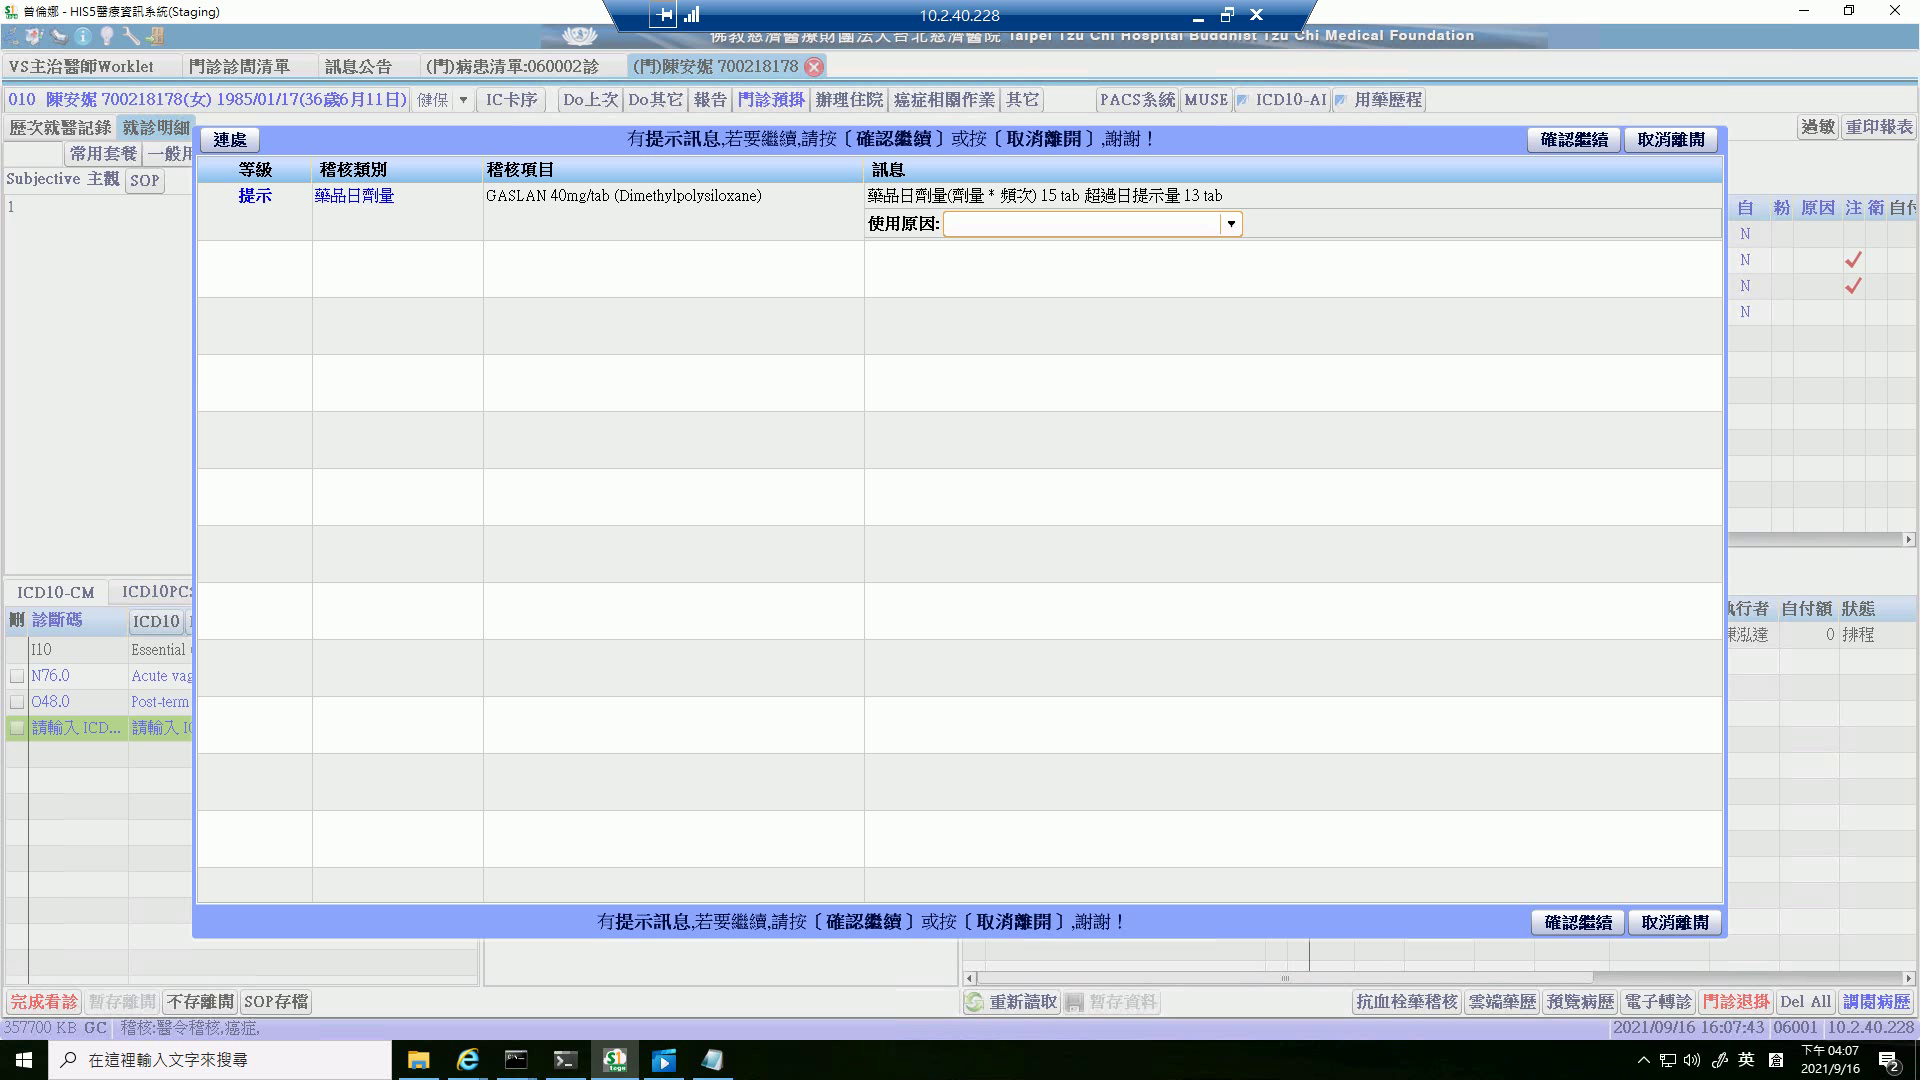 曾倫娜 - HIS5醫療資訊系統(Staging)
10.2.40.228
佛教慈濟醫療財團法人台北慈濟醫院 Taipei Tzu Chi Hospital Buddhist Tzu Chi Medical Foundation
VS主治醫師Worklet 門診診間清單 訊息公告 (門)病患清單:060002診 (門)陳安妮 700218178
010 陳安妮 700218178(女) 1985/01/17(36歲6月11日) 健保 IC卡序 Do上次 Do其它 報告 門診預掛 辦理住院 癌症相關作業 其它 PACS系統 MUSE ICD10-AI 用藥歷程
歷次就醫記錄 就診明細 過敏 重印報表
連處 有提示訊息,若要繼續,請按〔確認繼續〕或按〔取消離開〕,謝謝！ 確認繼續 取消離開
常用套餐 一般用
等級 稽核類別 稽核項目 訊息
Subjective 主觀 SOP
提示 藥品日劑量 GASLAN 40mg/tab (Dimethylpolysiloxane) 藥品日劑量(劑量 * 頻次) 15 tab 超過日提示量 13 tab
1
自 粉 原因 注 衛 自付
使用原因:
N
N
N
N
ICD10-CM ICD10PCS
刪 診斷碼 ICD10
執行者 自付額 狀態
陳泓達 0 排程
I10 Essential
N76.0 Acute vag
O48.0 Post-term
請輸入 ICD... 請輸入 IC
有提示訊息,若要繼續,請按〔確認繼續〕或按〔取消離開〕,謝謝！ 確認繼續 取消離開
完成看診 暫存離開 不存離開 SOP存檔 重新讀取 暫存資料 抗血栓藥稽核 雲端藥歷 預覽病歷 電子轉診 門診退掛 Del All 調閱病歷
357700 KB GC 稽核:醫令稽核,癌症, 2021/09/16 16:07:43 06001 10.2.40.228
在這裡輸入文字來搜尋
英
下午 04:07
2021/9/16
2